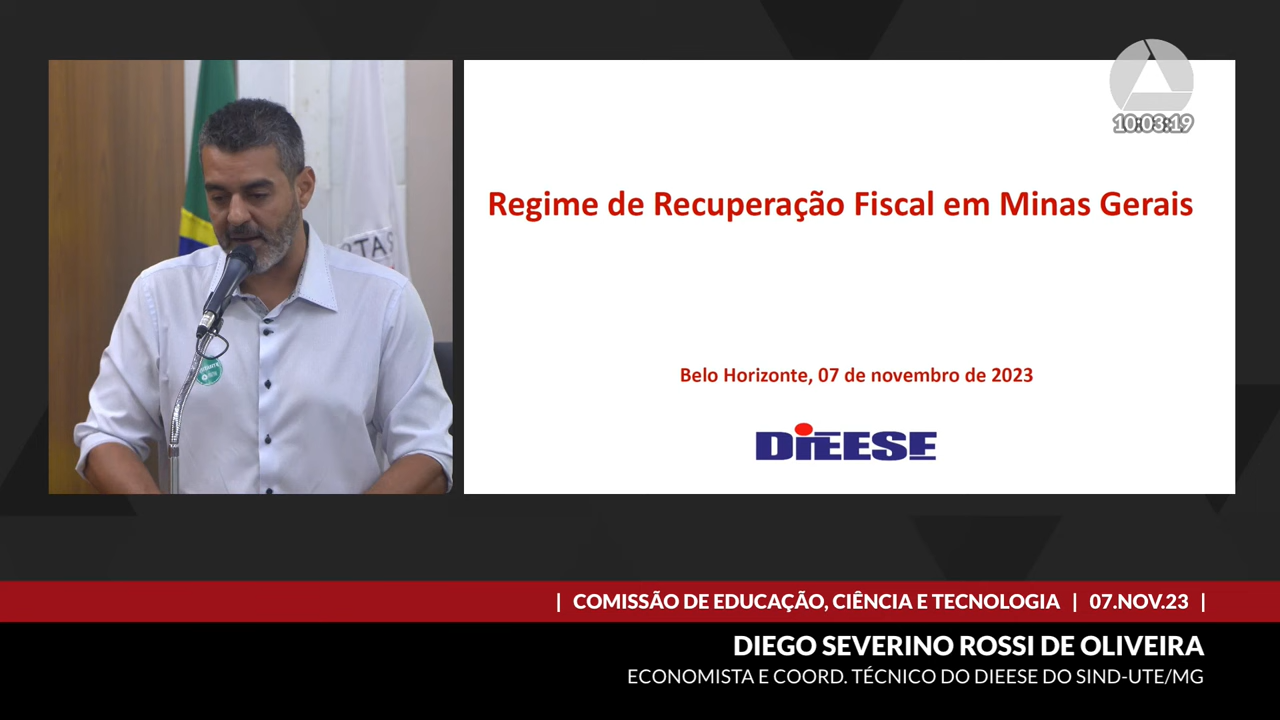 10:03:19
Regime de Recuperação Fiscal em Minas Gerais
Belo Horizonte, 07 de novembro de 2023
DIEESE
RTAS
| COMISSÃO DE EDUCAÇÃO, CIÊNCIA E TECNOLOGIA | 07.NOV.23 |
DIEGO SEVERINO ROSSI DE OLIVEIRA
ECONOMISTA E COORD. TÉCNICO DO DIEESE DO SIND-UTE/MG